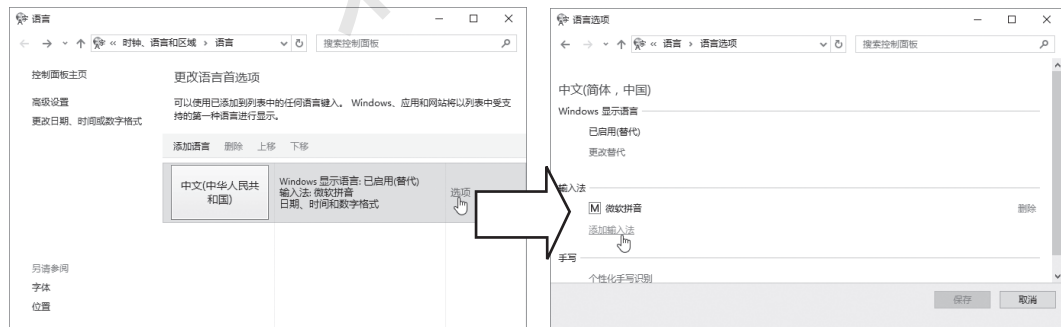 语言
« 时钟、语言和区域 › 语言
搜索控制面板
控制面板主页
高级设置
更改日期、时间或数字格式
更改语言首选项
可以使用已添加到列表中的任何语言键入。 Windows、应用和网站将以列表中受支
持的第一种语言进行显示。
添加语言 删除 上移 下移
中文(中华人民共
和国)
Windows 显示语言: 已启用(替代)
输入法: 微软拼音
日期、时间和数字格式
选项
另请参阅
字体
位置
语言选项
« 语言 › 语言选项
搜索控制面板
中文(简体，中国)
Windows 显示语言
已启用(替代)
更改替代
输入法
M 微软拼音
删除
添加输入法
手写
个性化手写识别
保存 取消